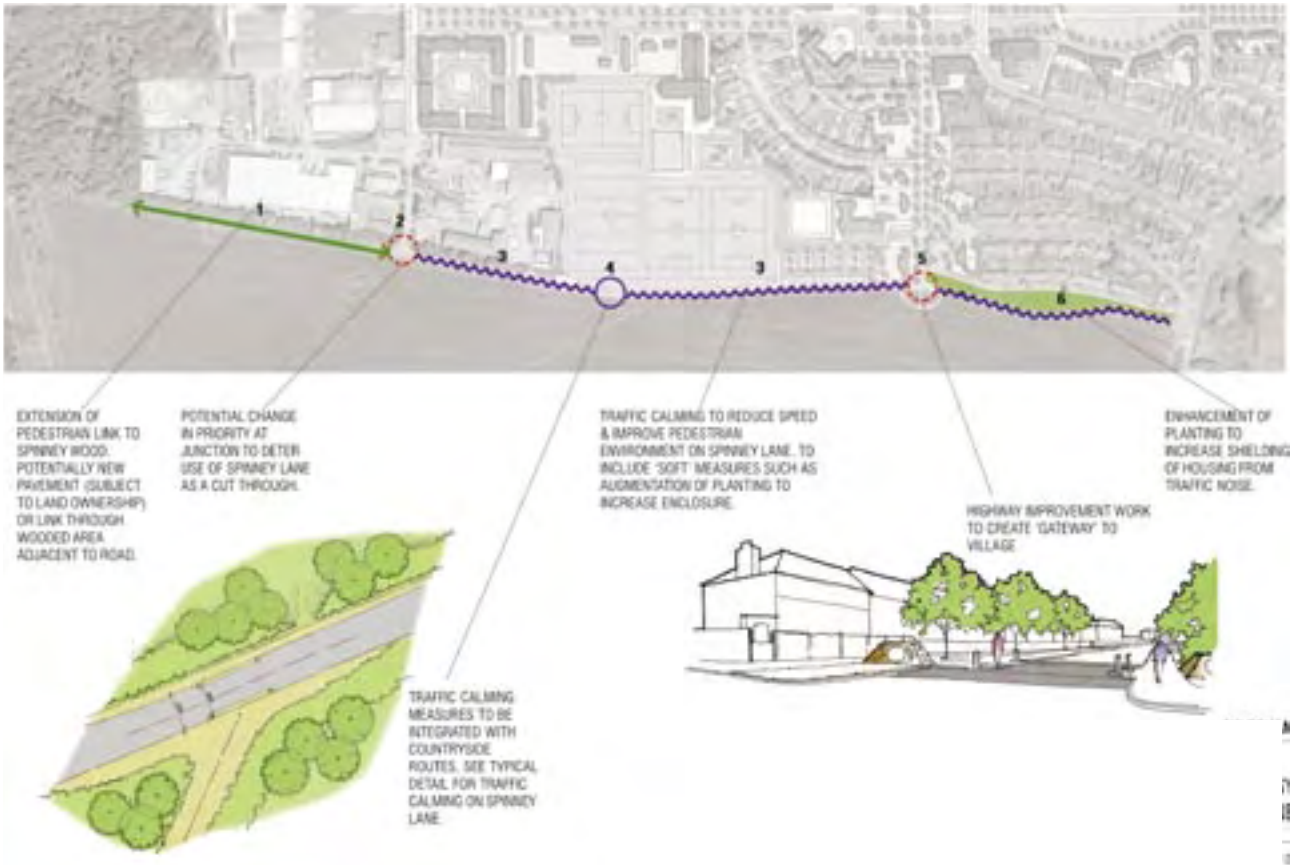 1
2
3
4
3
5
6
EXTENSION OF
PEDESTRIAN LINK TO
SPINNEY WOOD.
POTENTIALLY NEW
PAVEMENT (SUBJECT
TO LAND OWNERSHIP)
OR LINK THROUGH
WOODED AREA
ADJACENT TO ROAD.
POTENTIAL CHANGE
IN PRIORITY AT
JUNCTION TO DETER
USE OF SPINNEY LANE
AS A CUT THROUGH.
TRAFFIC CALMING TO REDUCE SPEED
& IMPROVE PEDESTRIAN
ENVIRONMENT ON SPINNEY LANE. TO
INCLUDE 'SOFT' MEASURES SUCH AS
AUGMENTATION OF PLANTING TO
INCREASE ENCLOSURE.
ENHANCEMENT OF
PLANTING TO
INCREASE SHIELDING
OF HOUSING FROM
TRAFFIC NOISE.
HIGHWAY IMPROVEMENT WORK
TO CREATE 'GATEWAY' TO
VILLAGE
TRAFFIC CALMING
MEASURES TO BE
INTEGRATED WITH
COUNTRYSIDE
ROUTES. SEE TYPICAL
DETAIL FOR TRAFFIC
CALMING ON SPINNEY
LANE.